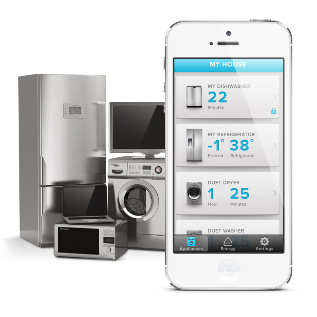 MY HOUSE
MY DISHWASHER
22
Minutes
MY REFRIGERATOR
-1° 38°
Freezer Refrigerator
DUET DRYER
1 25
Hour Minutes
DUET WASHER
Appliances Energy Settings